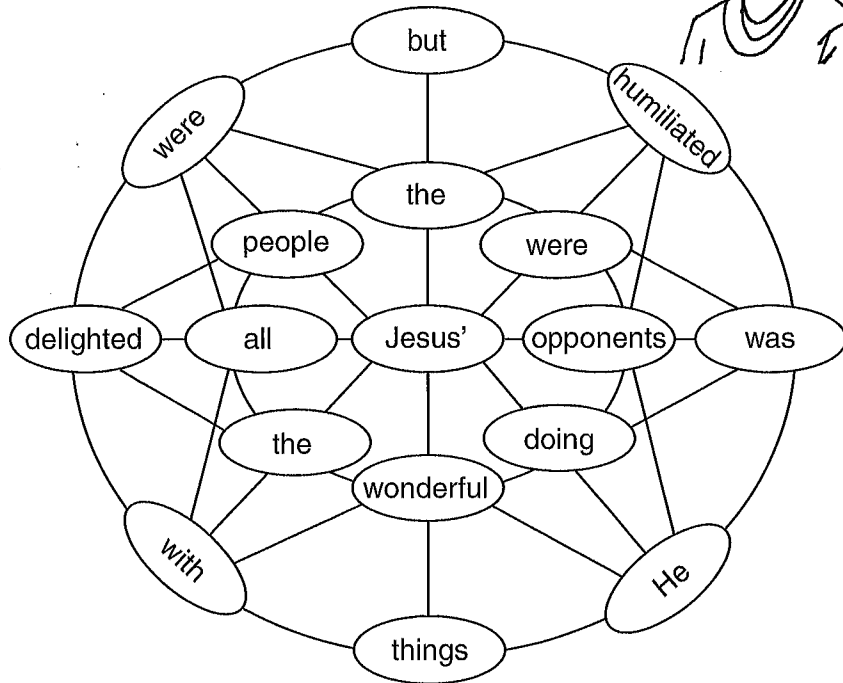 but
were
humiliated
the
people
were
delighted
all
Jesus'
opponents
was
the
doing
wonderful
with
He
things